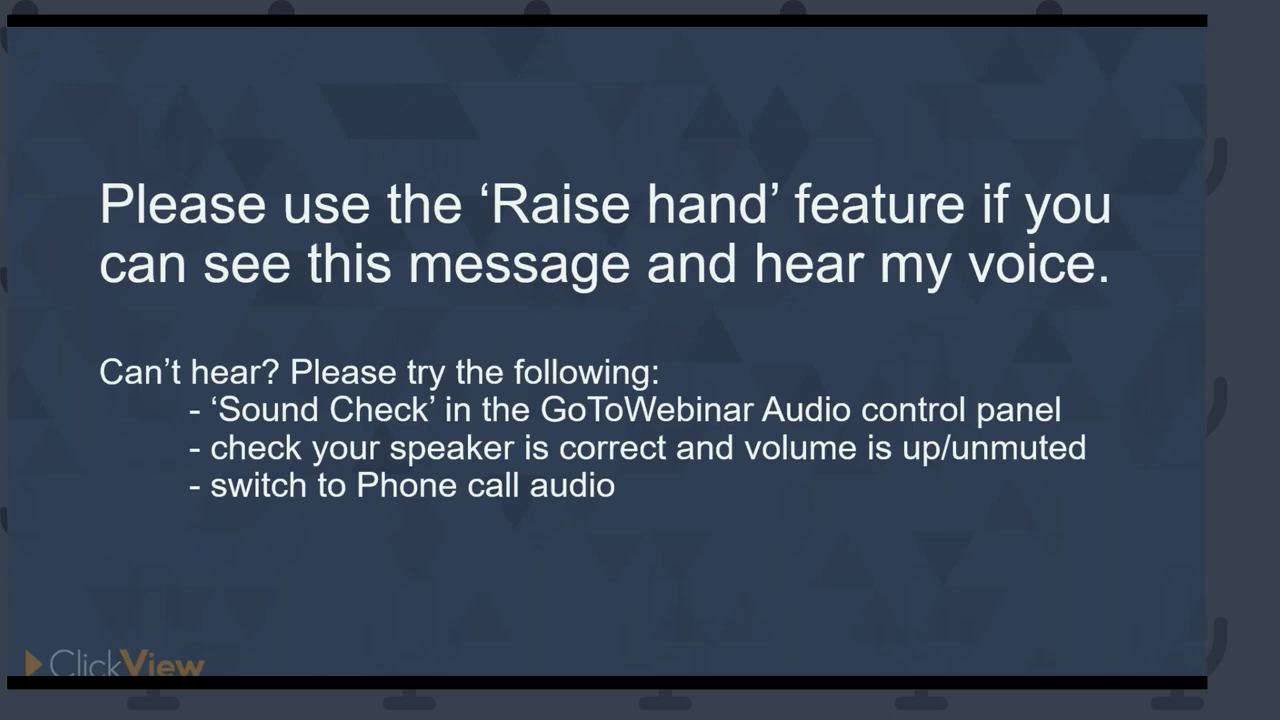 Please use the ‘Raise hand’ feature if you
can see this message and hear my voice.
Can’t hear? Please try the following:
- ‘Sound Check’ in the GoToWebinar Audio control panel
- check your speaker is correct and volume is up/unmuted
- switch to Phone call audio
ClickView